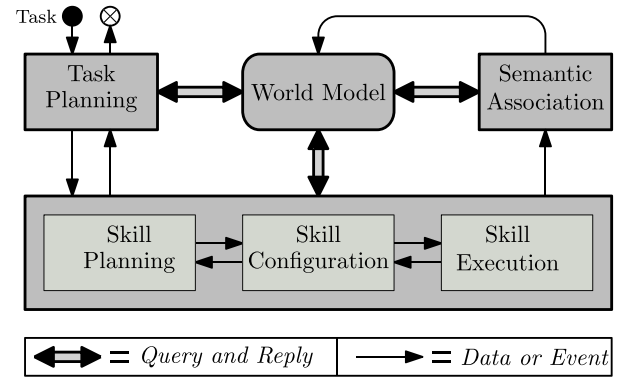 Task
Task
Planning
World Model
Semantic
Association
Skill
Planning
Skill
Configuration
Skill
Execution
= Query and Reply
= Data or Event